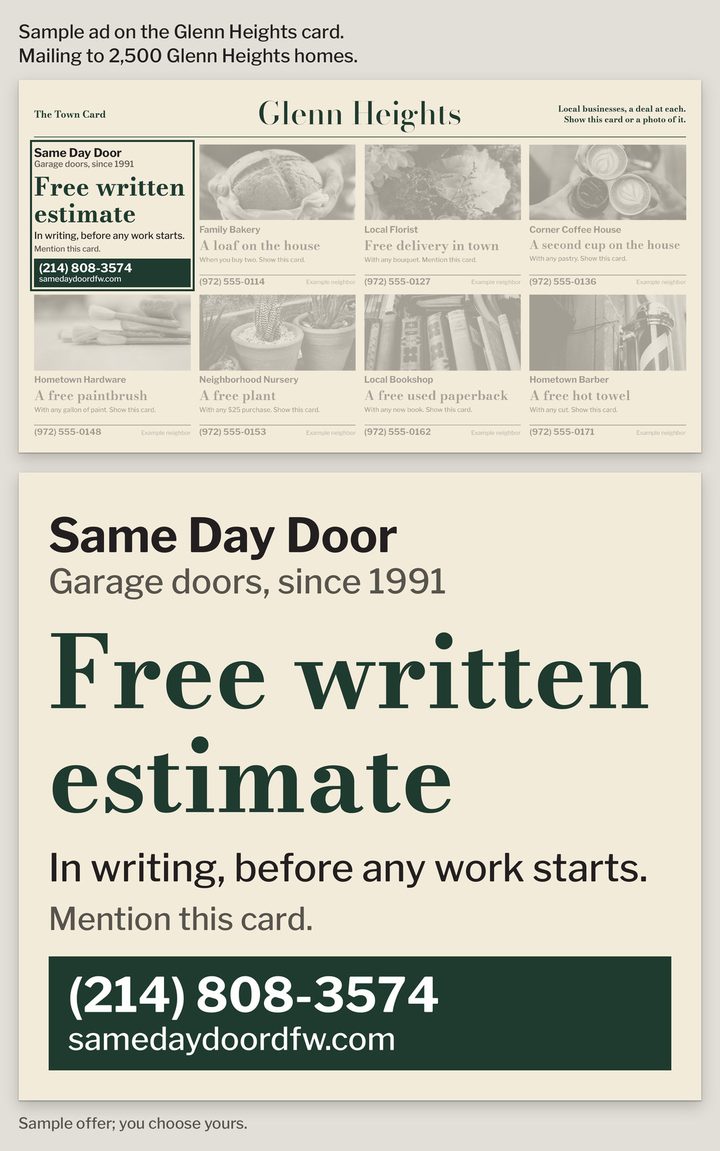 Sample ad on the Glenn Heights card.
Mailing to 2,500 Glenn Heights homes.
The Town Card
Glenn Heights
Local businesses, a deal at each.
Show this card or a photo of it.
Same Day Door
Garage doors, since 1991
Free written
estimate
In writing, before any work starts.
Mention this card.
(214) 808-3574
samedaydoordfw.com
Family Bakery
A loaf on the house
When you buy two. Show this card.
(972) 555-0114
Example neighbor
Local Florist
Free delivery in town
With any bouquet. Mention this card.
(972) 555-0127
Example neighbor
Corner Coffee House
A second cup on the house
With any pastry. Show this card.
(972) 555-0136
Example neighbor
Hometown Hardware
A free paintbrush
With any gallon of paint. Show this card.
(972) 555-0148
Example neighbor
Neighborhood Nursery
A free plant
With any $25 purchase. Show this card.
(972) 555-0153
Example neighbor
Local Bookshop
A free used paperback
With any new book. Show this card.
(972) 555-0162
Example neighbor
Hometown Barber
A free hot towel
With any cut. Show this card.
(972) 555-0171
Example neighbor
Same Day Door
Garage doors, since 1991
Free written
estimate
In writing, before any work starts.
Mention this card.
(214) 808-3574
samedaydoordfw.com
Sample offer; you choose yours.